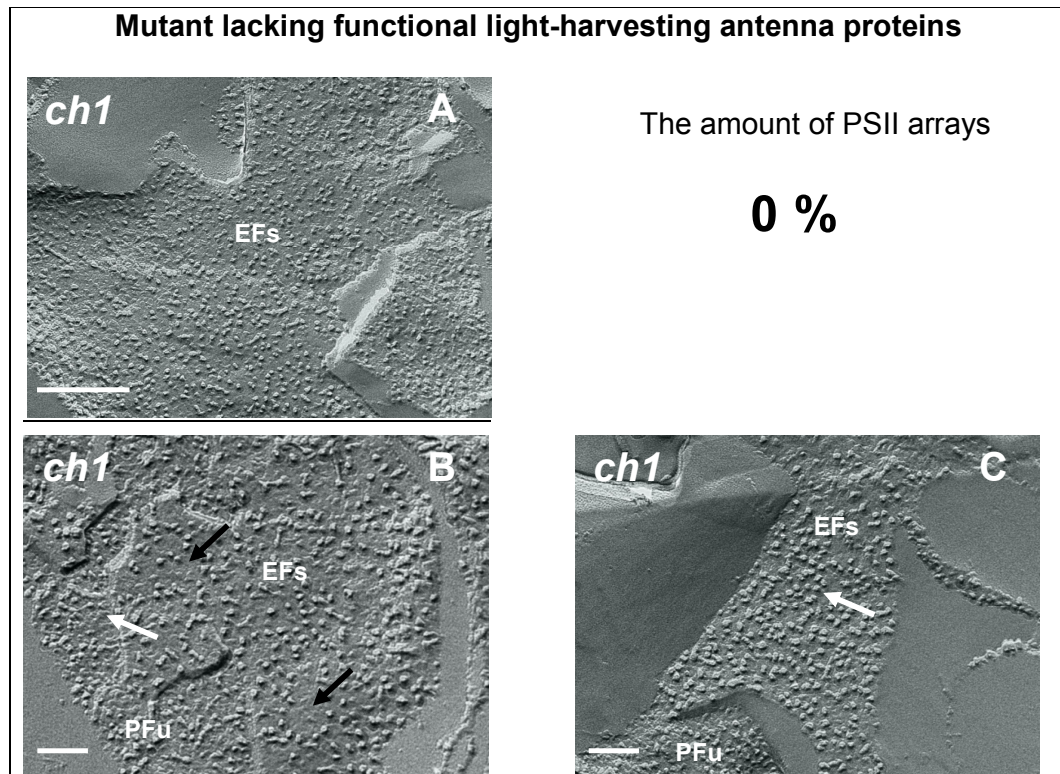 Mutant lacking functional light-harvesting antenna proteins
ch1
A
EFs
The amount of PSII arrays
0 %
ch1
B
EFs
PFu
ch1
C
EFs
PFu